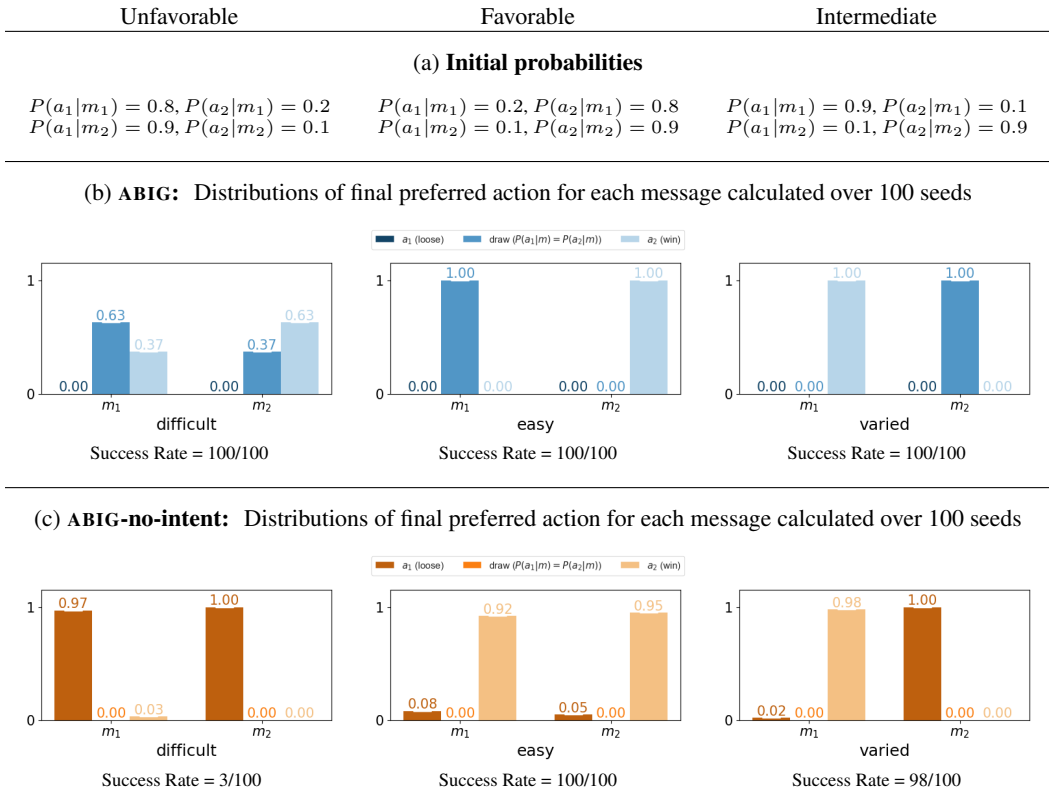 Unfavorable Favorable Intermediate
(a) Initial probabilities
P(a₁|m₁) = 0.8, P(a₂|m₁) = 0.2 P(a₁|m₁) = 0.2, P(a₂|m₁) = 0.8 P(a₁|m₁) = 0.9, P(a₂|m₁) = 0.1
P(a₁|m₂) = 0.9, P(a₂|m₂) = 0.1 P(a₁|m₂) = 0.1, P(a₂|m₂) = 0.9 P(a₁|m₂) = 0.1, P(a₂|m₂) = 0.9
(b) ABIG: Distributions of final preferred action for each message calculated over 100 seeds
a₁ (loose) draw (P(a₁|m) = P(a₂|m)) a₂ (win)
1 0.63 0.37 0.37 0.63 1 1.00 1.00 1 1.00 1.00
0 0.00 0.00 0 0.00 0.00 0.00 0.00 0 0.00 0.00 0.00 0.00
m₁ m₂ m₁ m₂ m₁ m₂
difficult easy varied
Success Rate = 100/100 Success Rate = 100/100 Success Rate = 100/100
(c) ABIG-no-intent: Distributions of final preferred action for each message calculated over 100 seeds
a₁ (loose) draw (P(a₁|m) = P(a₂|m)) a₂ (win)
1 0.97 1.00 1 0.92 0.95 1 0.98 1.00
0 0.00 0.03 0.00 0.00 0 0.08 0.00 0.05 0.00 0 0.02 0.00 0.00 0.00
m₁ m₂ m₁ m₂ m₁ m₂
difficult easy varied
Success Rate = 3/100 Success Rate = 100/100 Success Rate = 98/100